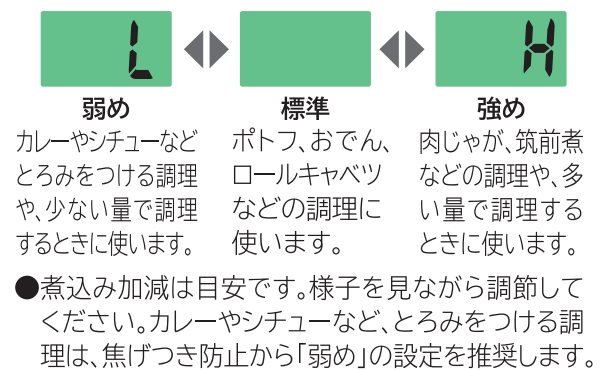 L H
弱め 標準 強め
カレーやシチューなど
とろみをつける調理
や、少ない量で調理
するときに使います。
ポトフ、おでん、
ロールキャベツ
などの調理に
使います。
肉じゃが、筑前煮
などの調理や、多
い量で調理する
ときに使います。
●煮込み加減は目安です。様子を見ながら調節して
ください。カレーやシチューなど、とろみをつける調
理は、焦げつき防止から「弱め」の設定を推奨します。